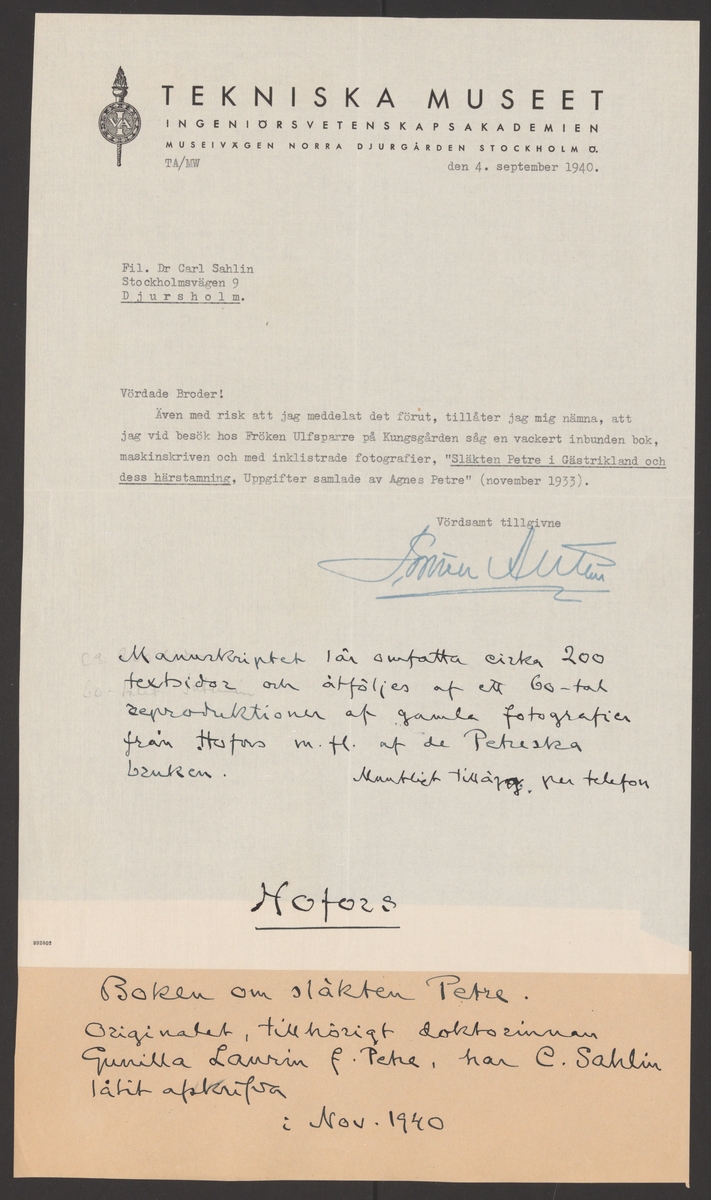 TEKNISKA MUSEET
INGENIÖRSVETENSKAPSAKADEMIEN
MUSEIVÄGEN NORRA DJURGÅRDEN STOCKHOLM Ö.
TA/MW
den 4. september 1940.
Fil. Dr Carl Sahlin
Stockholmsvägen 9
Djursholm.
Vördade Broder!
Även med risk att jag meddelat det förut, tillåter jag mig nämna, att
jag vid besök hos Fröken Ulfsparre på Kungsgården såg en vackert inbunden bok,
maskinskriven och med inklistrade fotografier, "Släkten Petre i Gästrikland och
dess härstamning, Uppgifter samlade av Agnes Petre" (november 1933).
Vördsamt tillgivne
Manuskriptet lär omfatta cirka 200
textsidor och åtföljes af ett 60-tal
reproduktioner af gamla fotografier
från Hofors m.fl. af de Petreska
bruken.
Muntligt tillägg. per telefon
Hofors
Boken om släkten Petre.
Originalet, tillhörigt doktorinnan
Gunilla Laurin f. Petre, har C. Sahlin
låtit afskrifva
i Nov. 1940